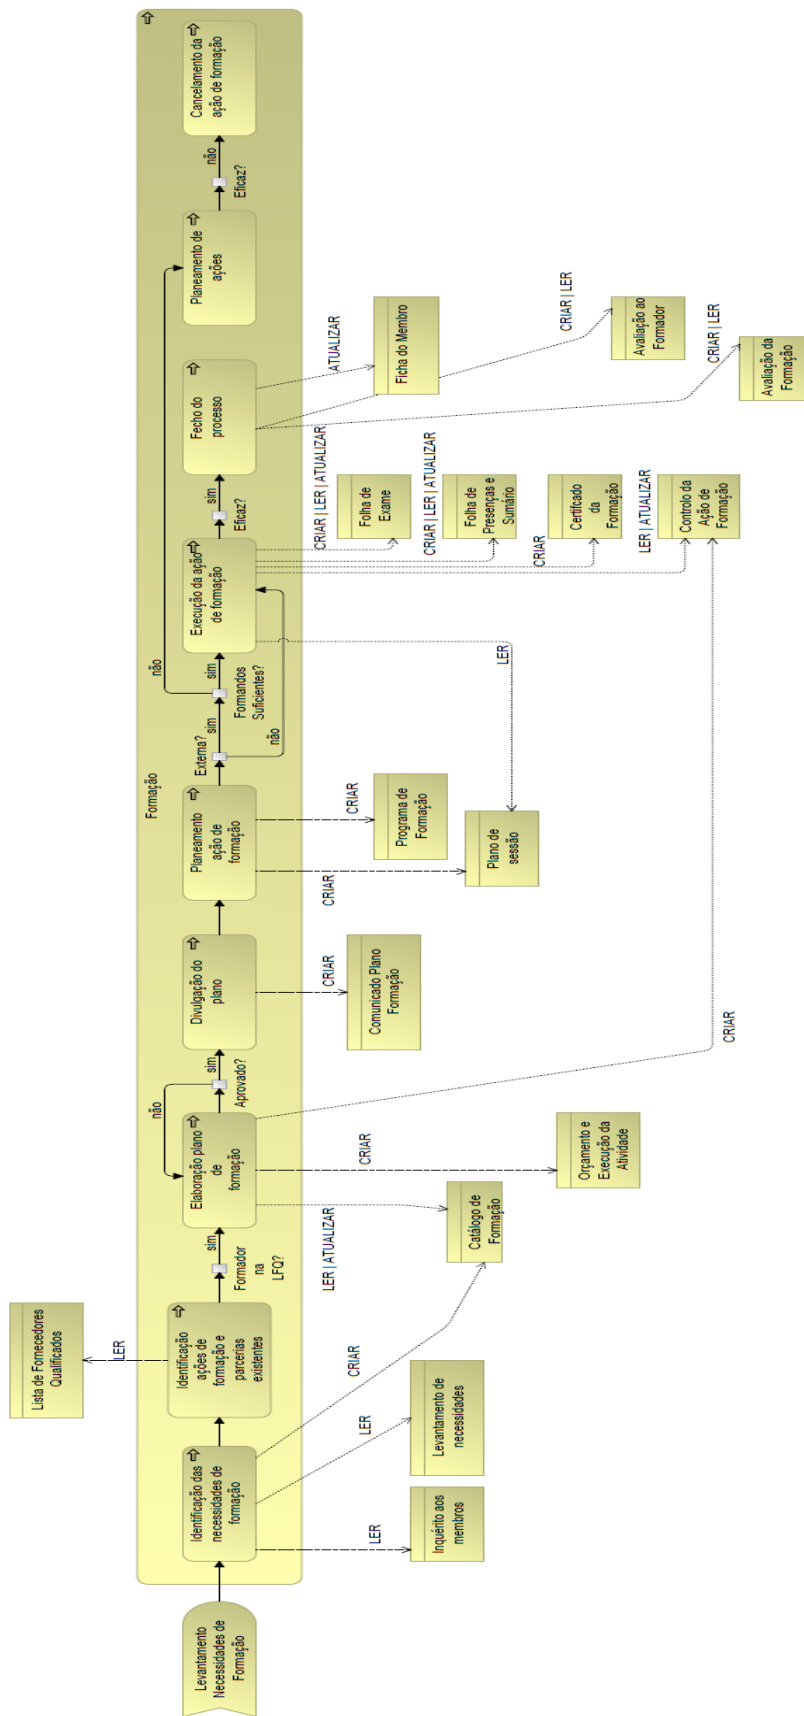 Formação
Levantamento
Necessidades de
Formação
Identificação das
necessidades de
formação
Identificação
ações de
formação e
parcerias
existentes
Formador
na
LFQ?
sim
Elaboração plano
de
formação
não
Aprovado?
sim
Divulgação do
plano
Planeamento
ação de
formação
Externa?
sim
não
Formandos
Suficientes?
sim
não
Execução da ação
de formação
Eficaz?
sim
Fecho do
processo
Planeamento de
ações
Eficaz?
não
Cancelamento da
ação de formação
LER
Lista de Fornecedores
Qualificados
LER
Inquérito aos
membros
LER
Levantamento de
necessidades
CRIAR
Catálogo de
Formação
LER | ATUALIZAR
CRIAR
Orçamento e
Execução da
Atividade
CRIAR
CRIAR
Comunicado Plano
Formação
CRIAR
Plano de
sessão
CRIAR
Programa de
Formação
LER
CRIAR | LER | ATUALIZAR
Folha de
Exame
CRIAR | LER | ATUALIZAR
Folha de
Presenças e
Sumário
CRIAR
Certifcado
da
Formação
LER | ATUALIZAR
Controlo da
Ação de
Formação
ATUALIZAR
Ficha do Membro
CRIAR | LER
Avaliação ao
Formador
CRIAR | LER
Avaliação da
Formação